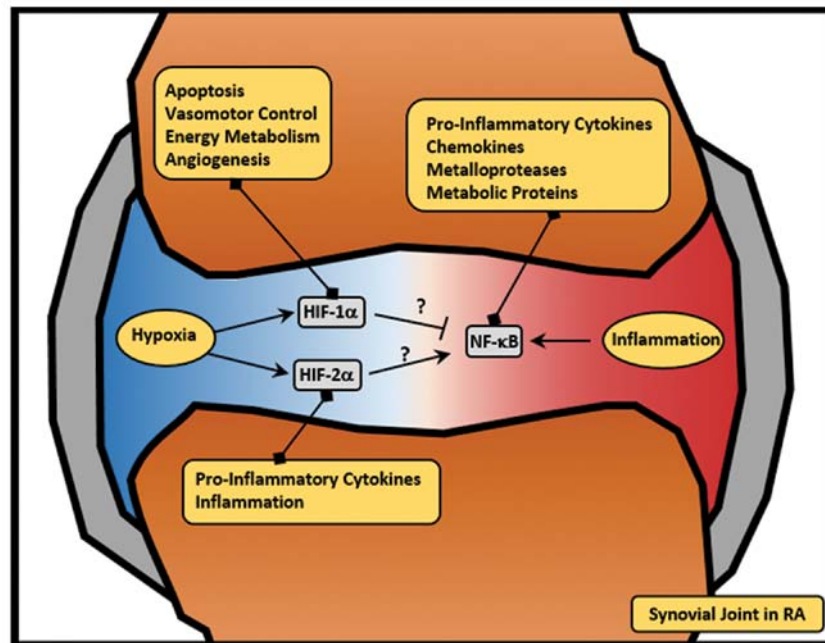 Apoptosis
Vasomotor Control
Energy Metabolism
Angiogenesis
Pro-Inflammatory Cytokines
Chemokines
Metalloproteases
Metabolic Proteins
Hypoxia
HIF-1α
?
HIF-2α
?
NF-κB
Inflammation
Pro-Inflammatory Cytokines
Inflammation
Synovial Joint in RA